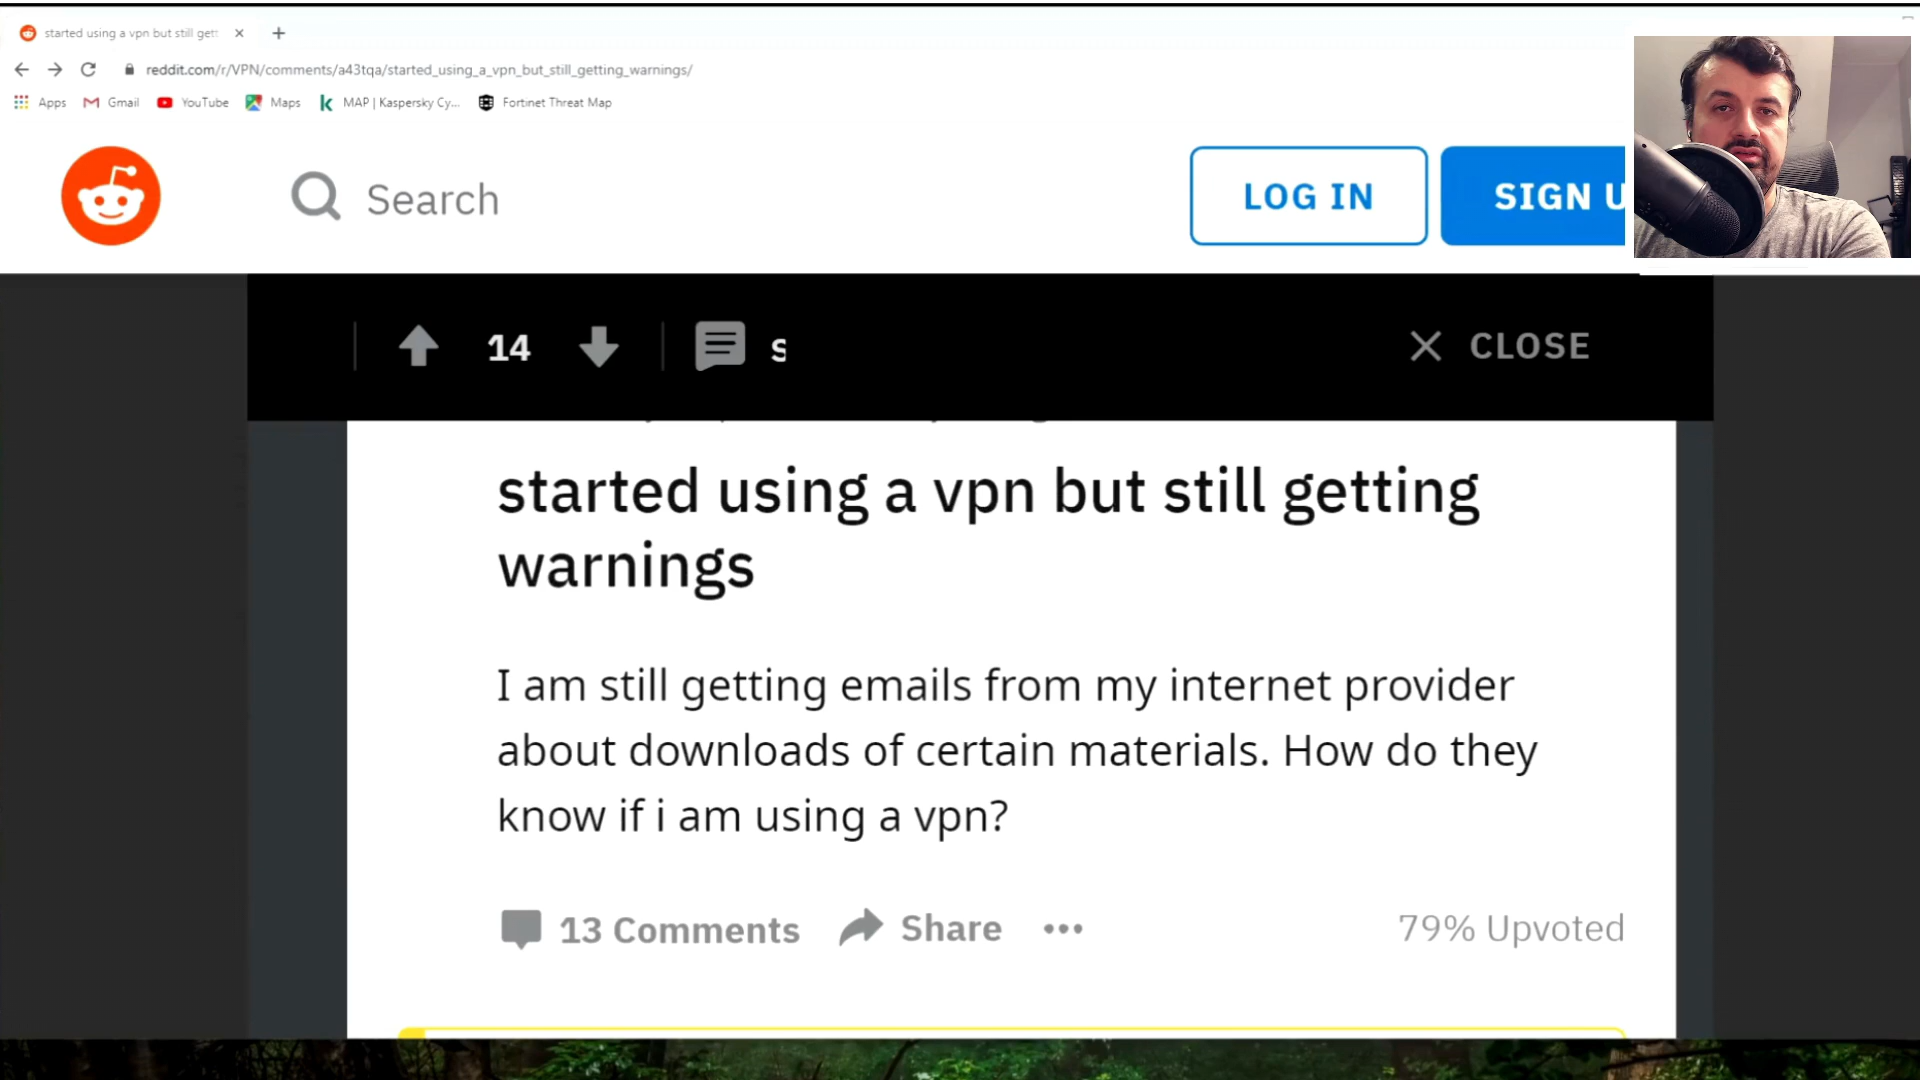 started using a vpn but still gett
reddit.com/r/VPN/comments/a43tqa/started_using_a_vpn_but_still_getting_warnings/
Apps Gmail YouTube Maps MAP | Kaspersky Cy... Fortinet Threat Map
Search LOG IN SIGN U
14 s CLOSE
started using a vpn but still getting
warnings
I am still getting emails from my internet provider
about downloads of certain materials. How do they
know if i am using a vpn?
13 Comments Share 79% Upvoted